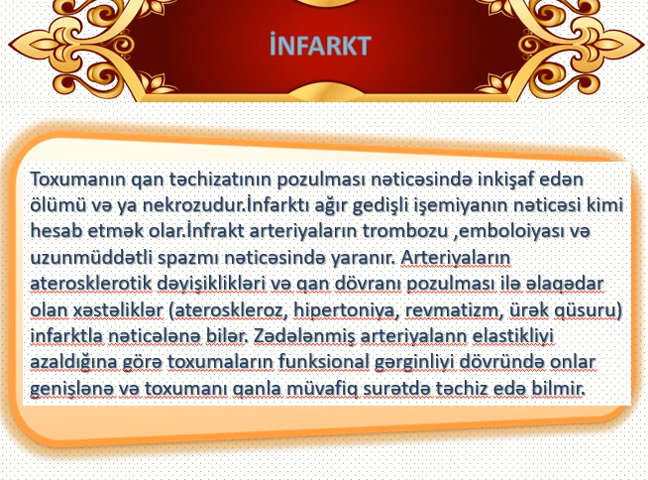 İNFARKT
Toxumanın qan təchizatının pozulması nəticəsində inkişaf edən
ölümü və ya nekrozudur.İnfarktı ağır gedişli işemiyanın nəticəsi kimi
hesab etmək olar.İnfrakt arteriyaların trombozu ,emboloiyası və
uzunmüddətli spazmı nəticəsində yaranır. Arteriyaların
aterosklerotik dəyişiklikləri və qan dövranı pozulması ilə əlaqədar
olan xəstəliklər (ateroskleroz, hipertoniya, revmatizm, ürək qüsuru)
infarktla nəticələnə bilər. Zədələnmiş arteriyalann elastikliyi
azaldığına görə toxumaların funksional gərginliyi dövründə onlar
genişlənə və toxumanı qanla müvafiq surətdə təchiz edə bilmir.